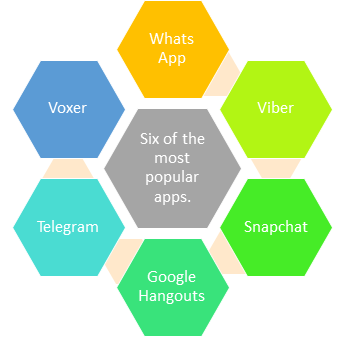 Whats
App
Voxer
Viber
Six of the
most
popular
apps.
Telegram
Snapchat
Google
Hangouts